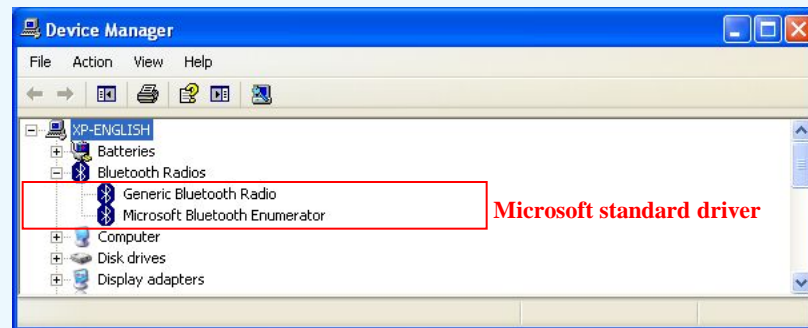 Device Manager
File Action View Help
XP-ENGLISH
Batteries
Bluetooth Radios
Generic Bluetooth Radio
Microsoft Bluetooth Enumerator
Microsoft standard driver
Computer
Disk drives
Display adapters